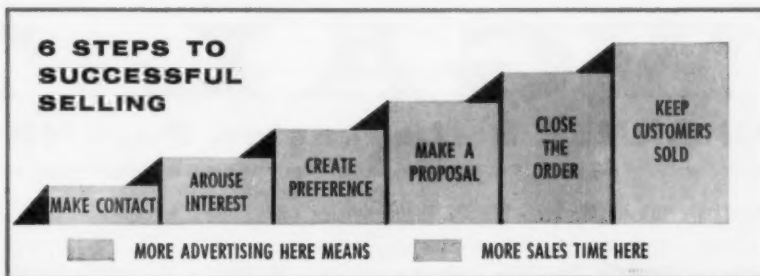 6 STEPS TO
SUCCESSFUL
SELLING
MAKE CONTACT
AROUSE
INTEREST
CREATE
PREFERENCE
MAKE A
PROPOSAL
CLOSE
THE
ORDER
KEEP
CUSTOMERS
SOLD
MORE ADVERTISING HERE MEANS
MORE SALES TIME HERE